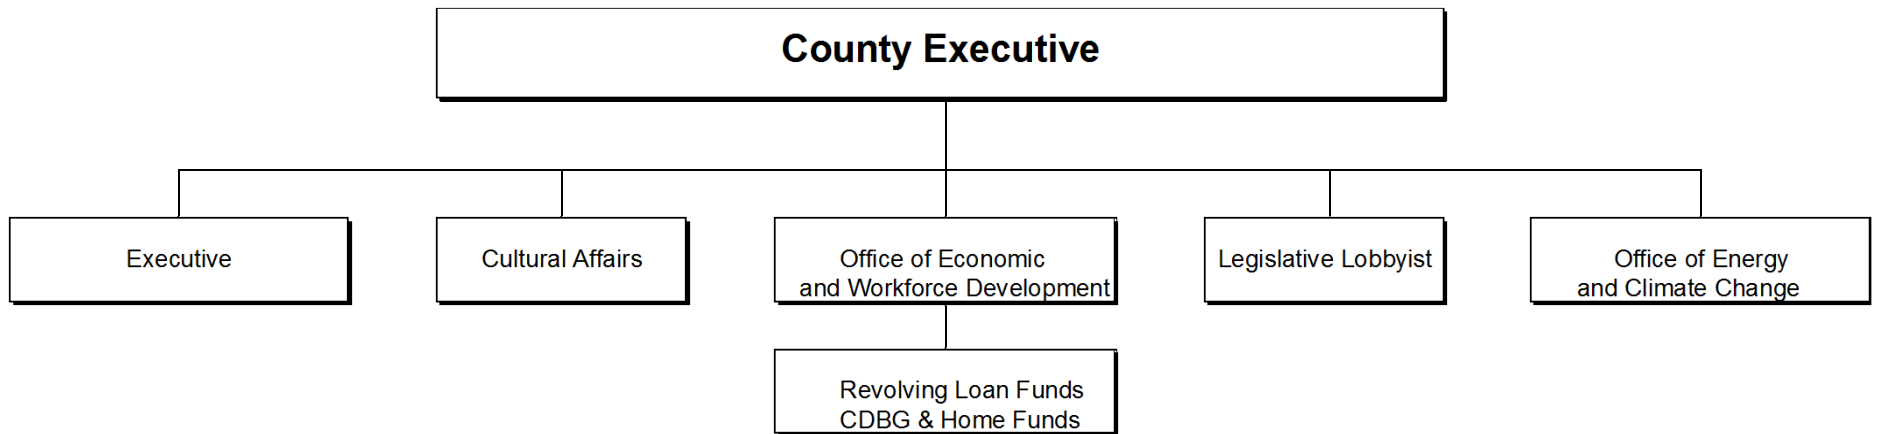 County Executive
Executive
Cultural Affairs
Office of Economic
and Workforce Development
Legislative Lobbyist
Office of Energy
and Climate Change
Revolving Loan Funds
CDBG & Home Funds